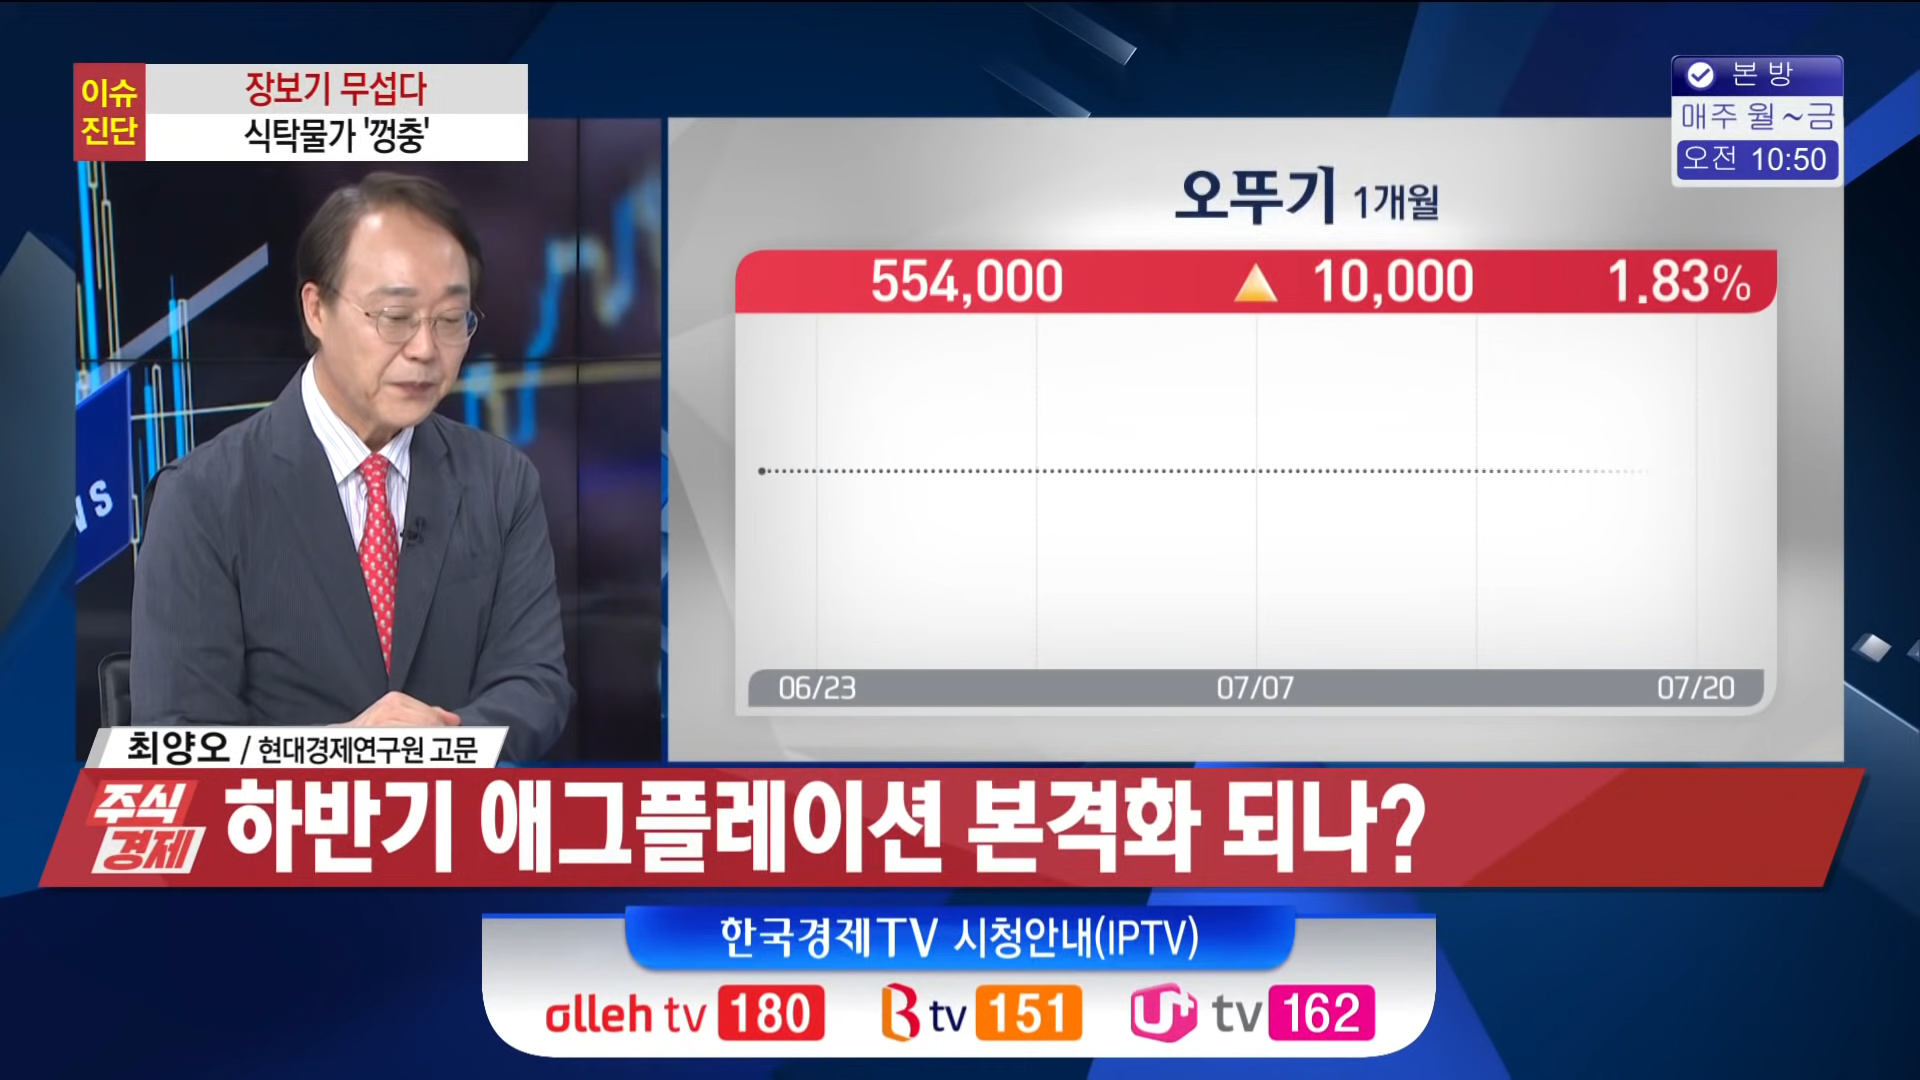 이슈
진단
장보기 무섭다
식탁물가 '껑충'
본 방
매주 월~금
오전 10:50
오뚜기 1개월
554,000 ▲ 10,000 1.83%
06/23 07/07 07/20
NS
최양오 / 현대경제연구원 고문
주식
경제
하반기 애그플레이션 본격화 되나?
한국경제TV 시청안내(IPTV)
olleh tv 180 B tv 151 U+ tv 162